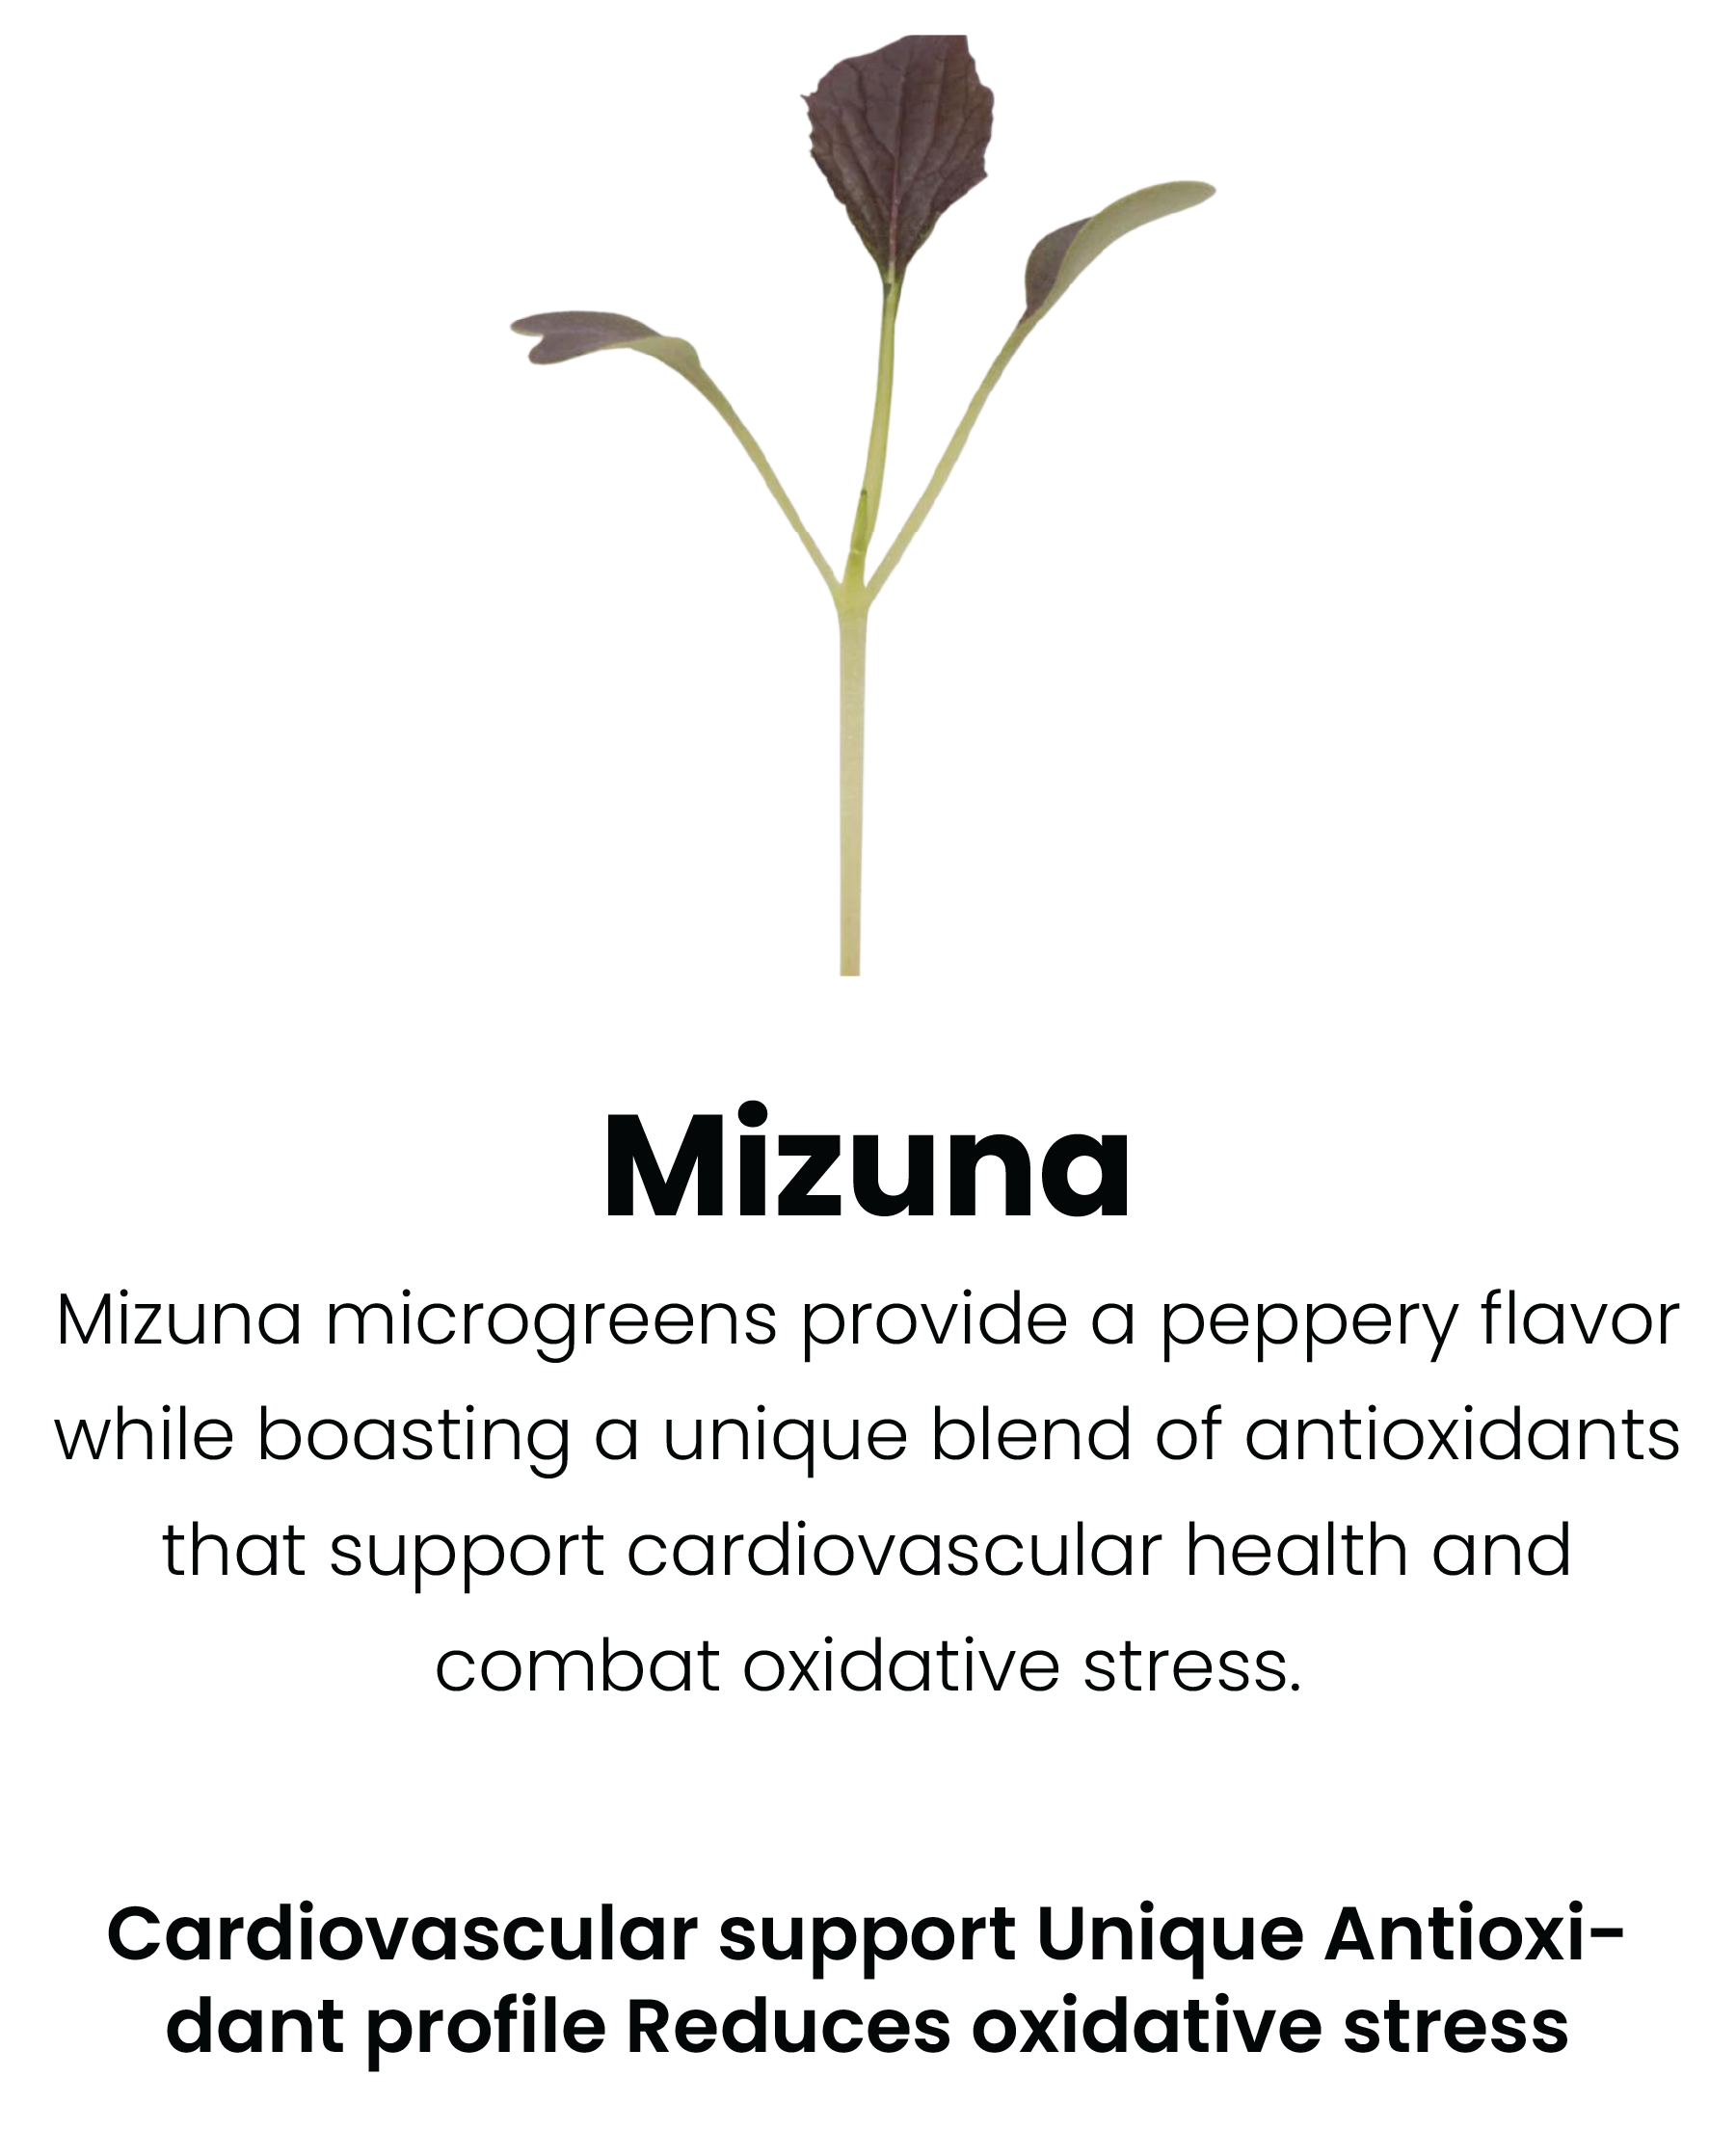 Mizuna
Mizuna microgreens provide a peppery flavor
while boasting a unique blend of antioxidants
that support cardiovascular health and
combat oxidative stress.
Cardiovascular support Unique Antioxi-
dant profile Reduces oxidative stress